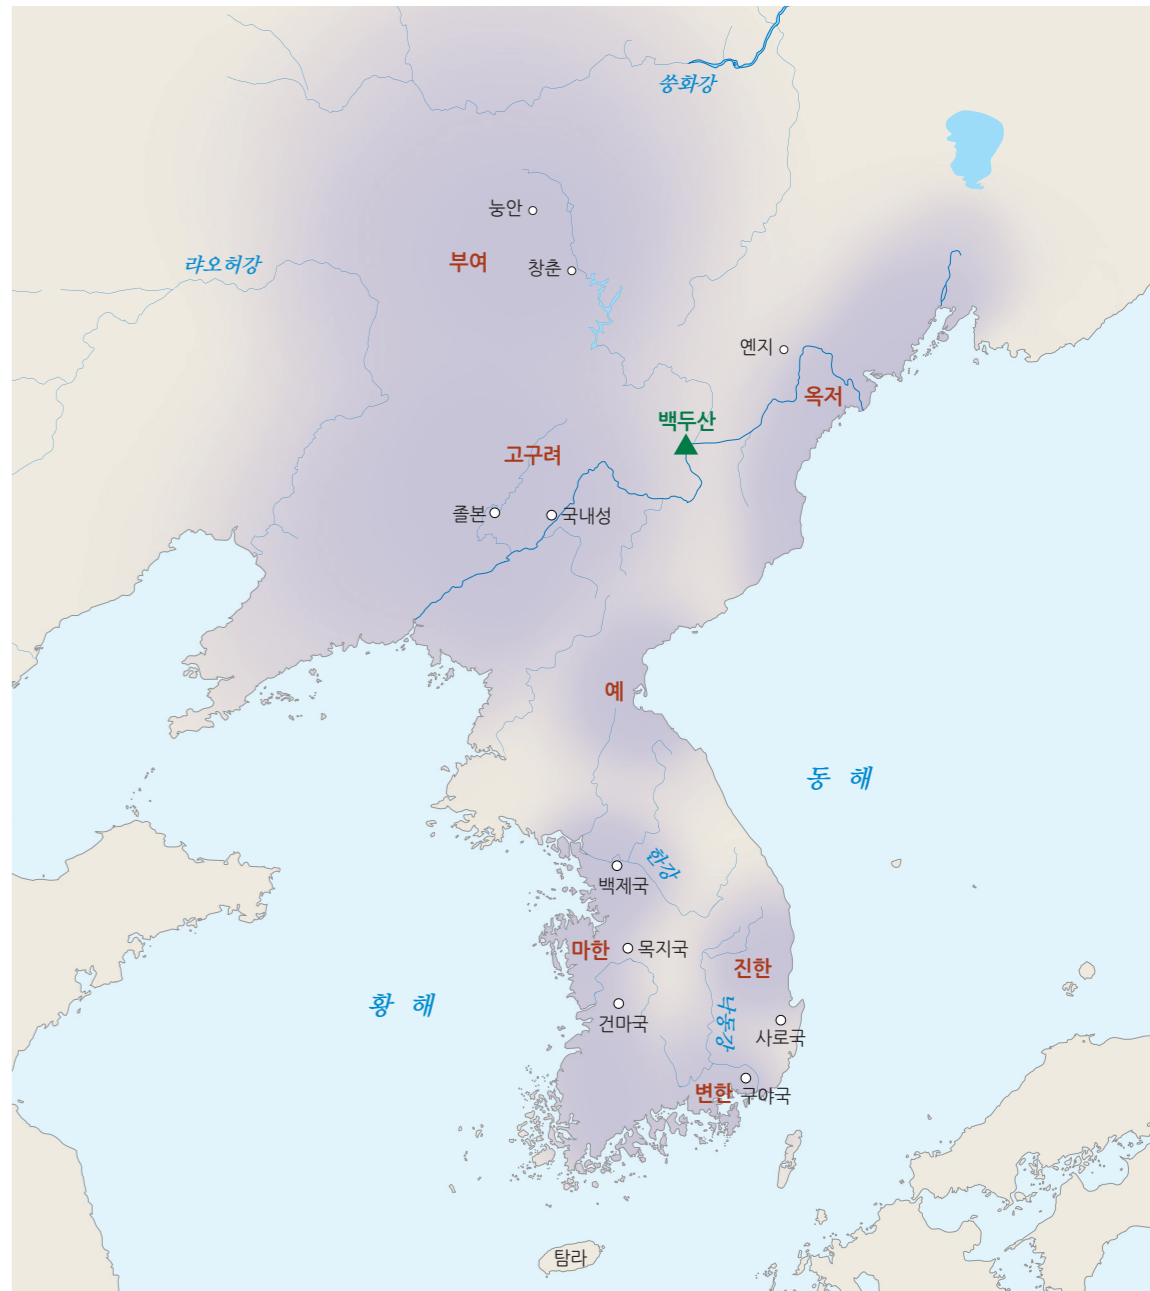 쑹화강
눙안
부여
창춘
랴오허강
옌지
옥저
백두산
고구려
졸본
국내성
예
동 해
한강
백제국
마한
목지국
진한
황 해
낙동강
건마국
사로국
변한
구야국
탐라